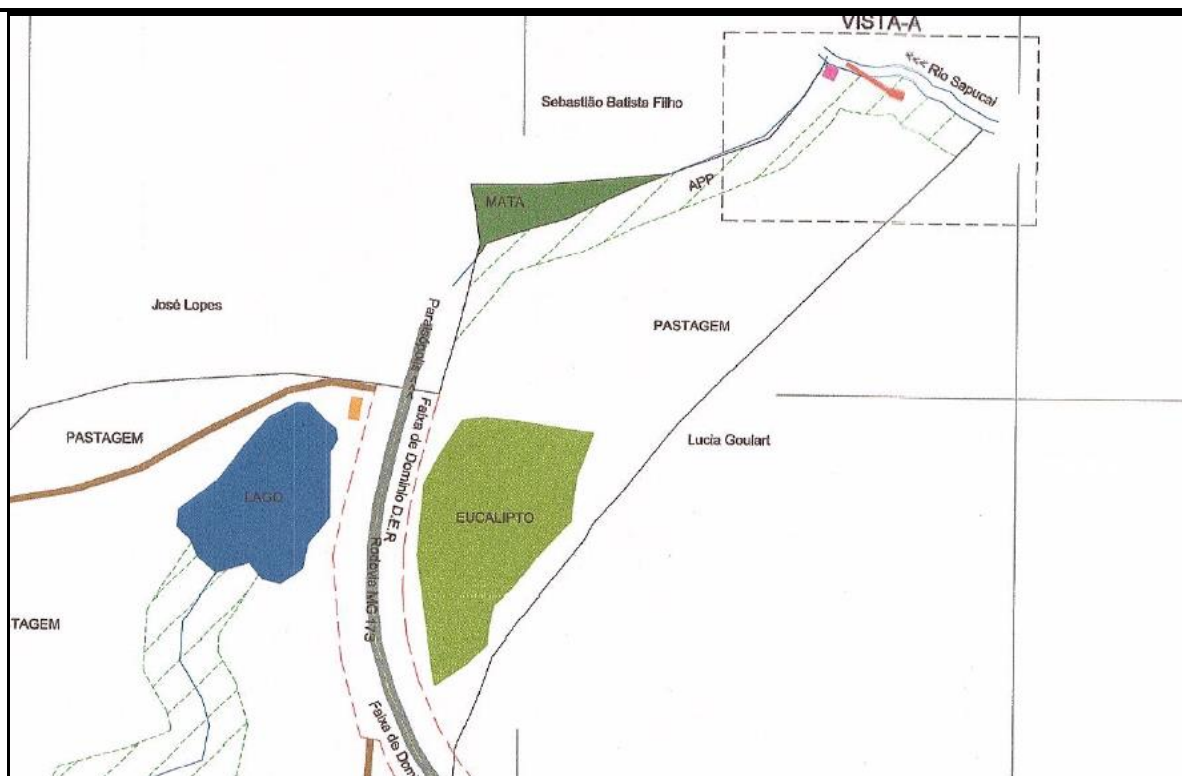 VISTA-A
<<< Rio Sapucaí
Sebastião Batista Filho
APP
MATA
José Lopes
PASTAGEM
Paraisópolis <<
Faixa de Domínio D.E.R
PASTAGEM
Lucia Goulart
LAGO
EUCALIPTO
Rodovia MG 173
TAGEM
Faixa de Dom